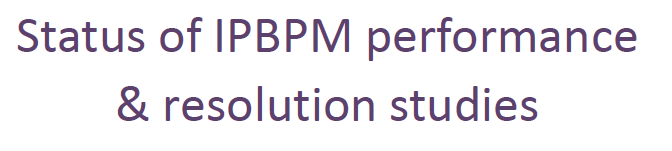 Status of IPBPM performance
& resolution studies